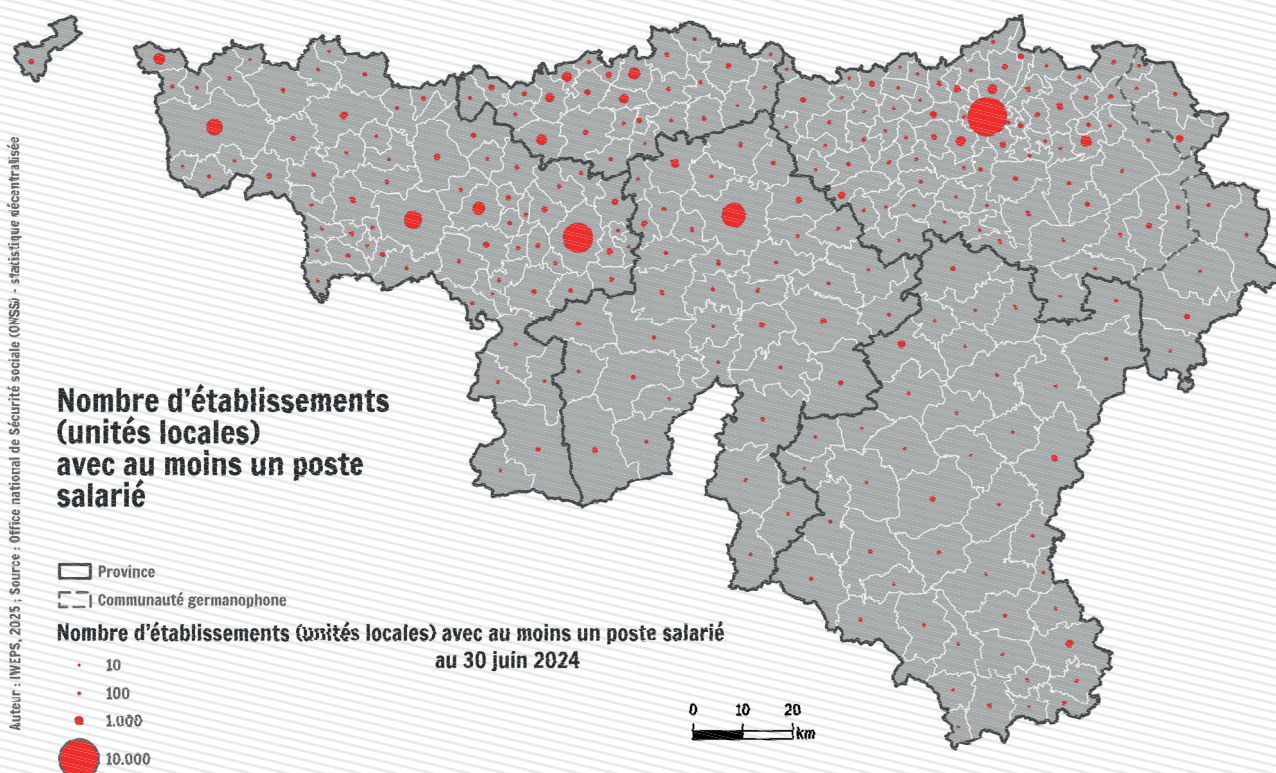 Nombre d'établissements
(unités locales)
avec au moins un poste
salarié
Province
Communauté germanophone
Nombre d'établissements (unités locales) avec au moins un poste salarié
au 30 juin 2024
10
100
1.000
10.000
0 10 20
km
Auteur : IWEPS, 2025 ; Source : Office national de Sécurité sociale (ONSS) - statistique décentralisée